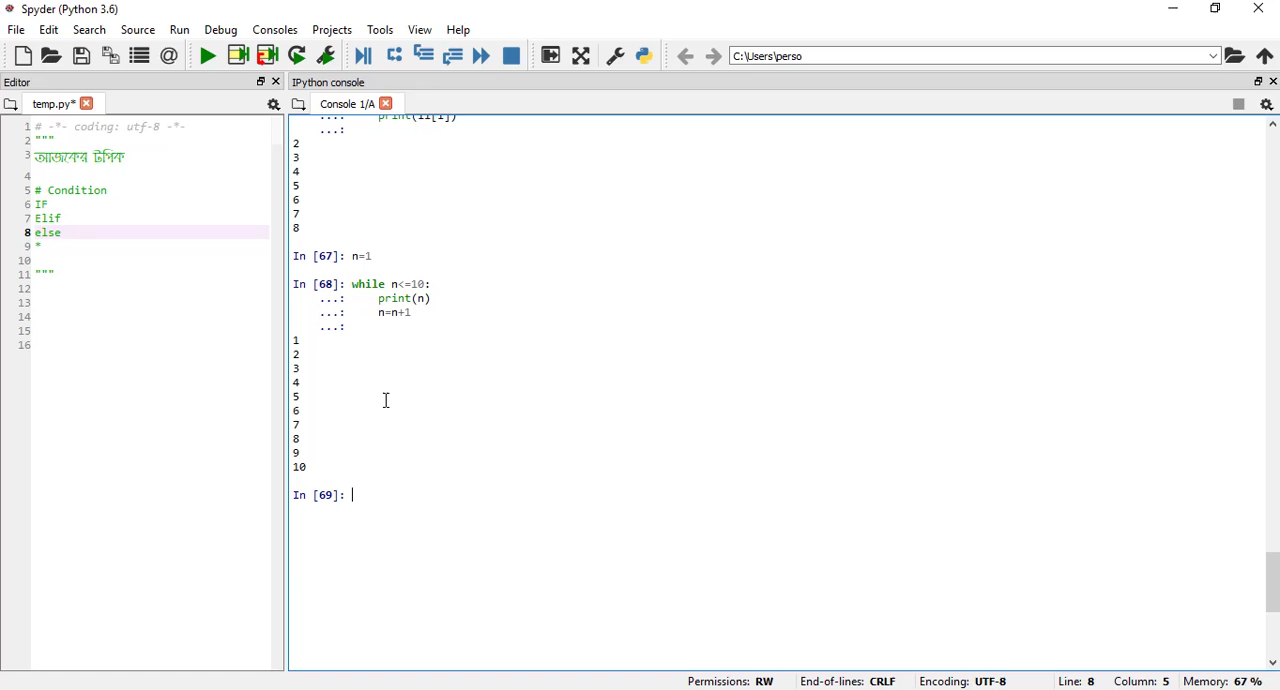 Spyder (Python 3.6)
File Edit Search Source Run Debug Consoles Projects Tools View Help
C:\Users\perso
Editor
IPython console
temp.py*
Console 1/A
1 # -*- coding: utf-8 -*-
2 """
3 আজকের টপিক
4
5 # Condition
6 IF
7 Elif
8 else
9 *
10
11 """
12
13
14
15
16
...: print(li[i])
...:
2
3
4
5
6
7
8
In [67]: n=1
In [68]: while n<=10:
...: print(n)
...: n=n+1
...:
1
2
3
4
5
6
7
8
9
10
In [69]:
Permissions: RW End-of-lines: CRLF Encoding: UTF-8 Line: 8 Column: 5 Memory: 67 %